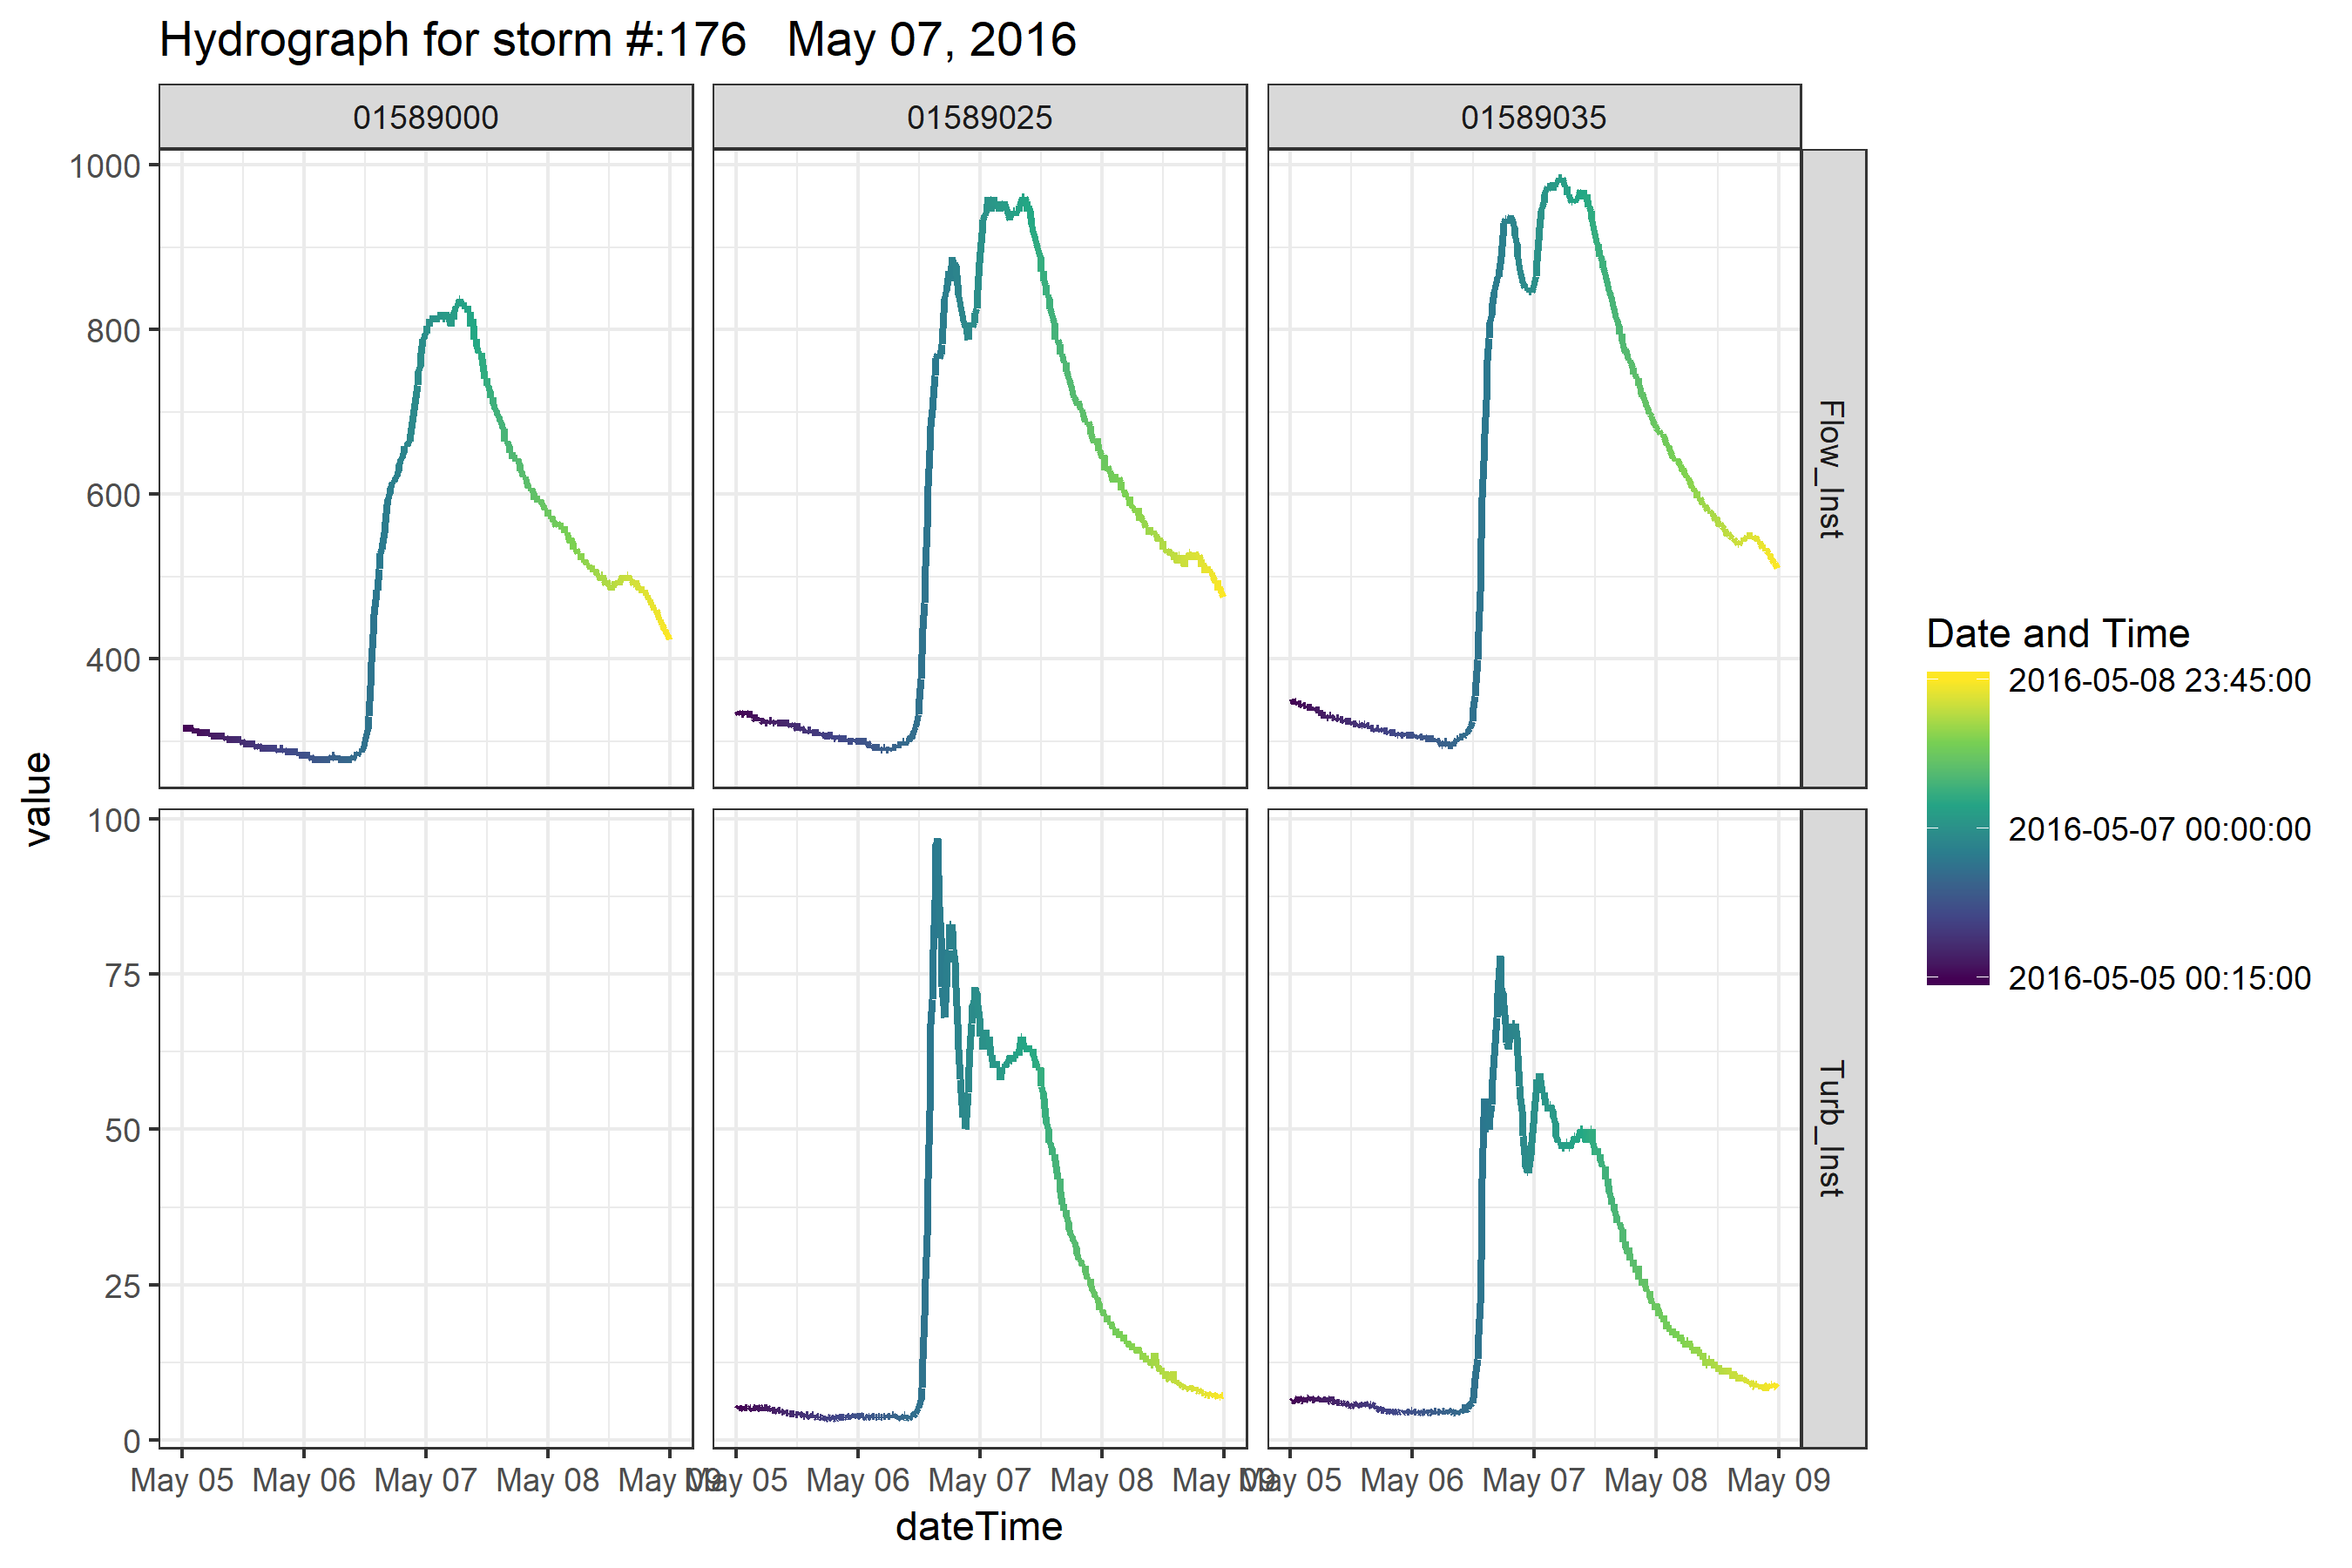 Hydrograph for storm #:176   May 07, 2016
01589000
01589025
01589035
1000
800
600
400
Flow_Inst
value
100
75
50
25
0
Turb_Inst
May 05 May 06 May 07 May 08 May 09
May 05 May 06 May 07 May 08 May 09
May 05 May 06 May 07 May 08 May 09
dateTime
Date and Time
2016-05-08 23:45:00
2016-05-07 00:00:00
2016-05-05 00:15:00